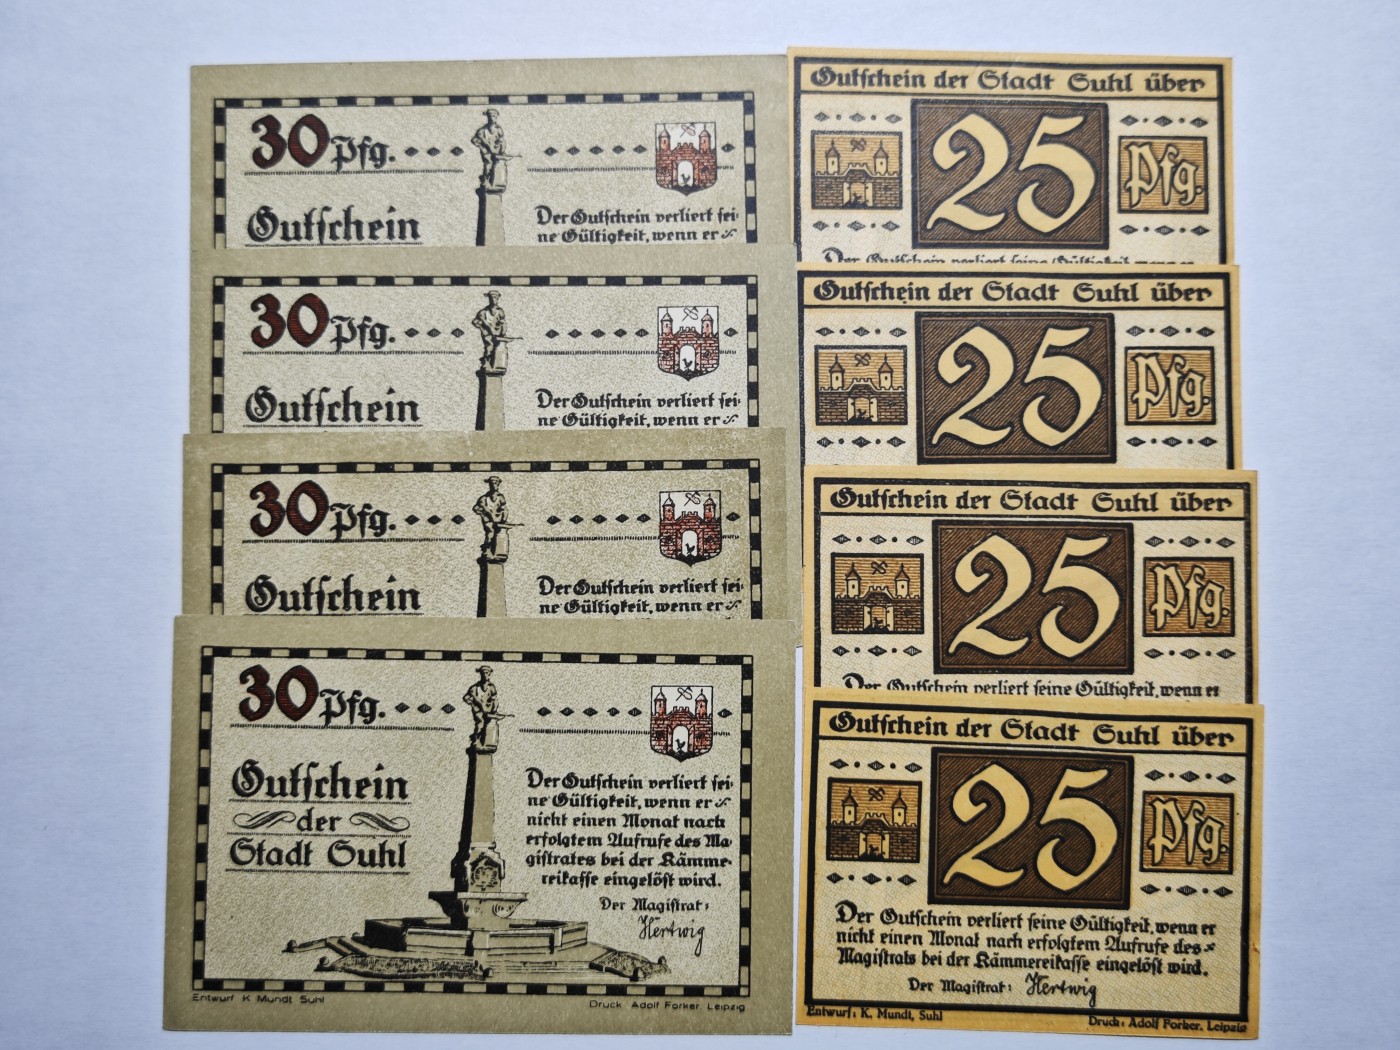 30 Pfg.
Gutschein
Der Gutschein verliert sei-
ne Gültigkeit, wenn er
30 Pfg.
Gutschein
Der Gutschein verliert sei-
ne Gültigkeit, wenn er
30 Pfg.
Gutschein
Der Gutschein verliert sei-
ne Gültigkeit, wenn er
30 Pfg.
Gutschein
der
Stadt Suhl
Der Gutschein verliert sei-
ne Gültigkeit, wenn er
nicht einen Monat nach
erfolgtem Aufrufe des Ma-
gistrates bei der Kämme-
reikasse eingelöst wird.
Der Magistrat:
Hertwig
Entwurf K Mundt Suhl
Druck Adolf Forker, Leipzig
Gutschein der Stadt Suhl über
25
Pfg.
Der Gutschein verliert seine Gültigkeit, wenn er
Gutschein der Stadt Suhl über
25
Pfg.
Gutschein der Stadt Suhl über
25
Pfg.
Der Gutschein verliert seine Gültigkeit, wenn er
Gutschein der Stadt Suhl über
25
Pfg.
Der Gutschein verliert seine Gültigkeit, wenn er
nicht einen Monat nach erfolgtem Aufrufe des
Magistrats bei der Kämmereikasse eingelöst wird.
Der Magistrat: Hertwig
Entwurf: K. Mundt, Suhl
Druck: Adolf Forker, Leipzig